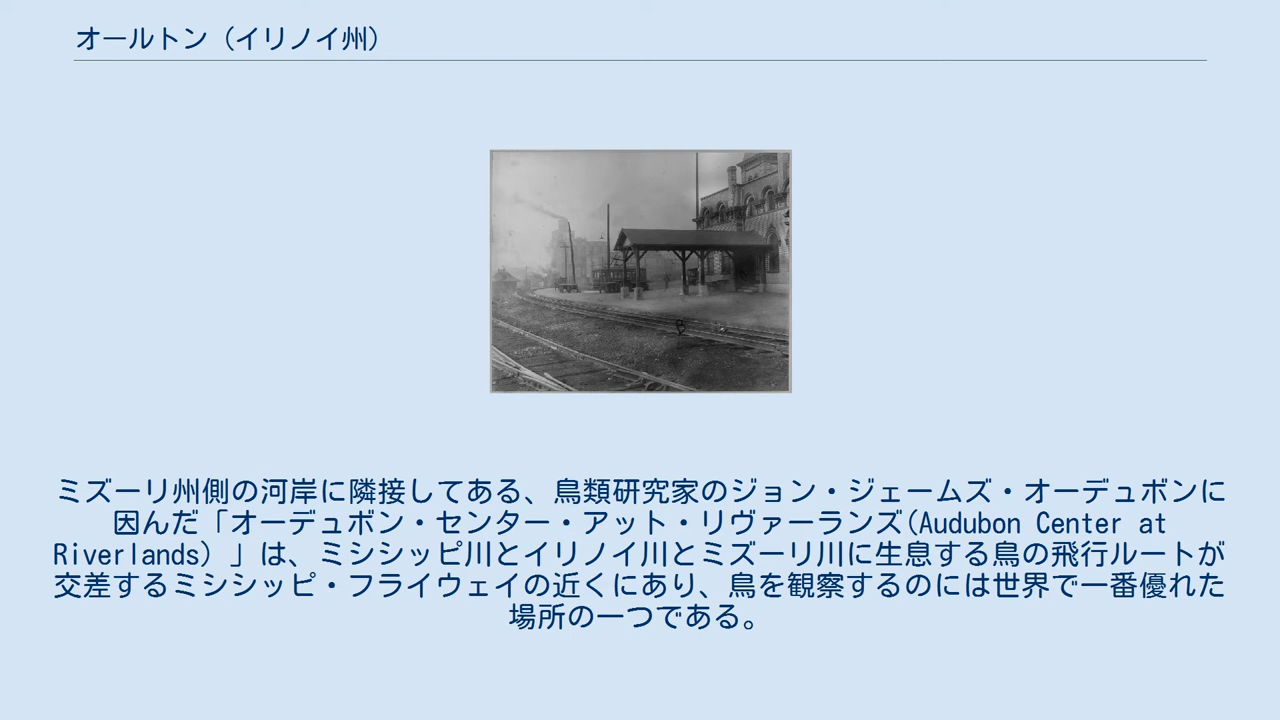 オールトン（イリノイ州）
ミズーリ州側の河岸に隣接してある、鳥類研究家のジョン・ジェームズ・オーデュボンに
因んだ「オーデュボン・センター・アット・リヴァーランズ(Audubon Center at
Riverlands) 」は、ミシシッピ川とイリノイ川とミズーリ川に生息する鳥の飛行ルートが
交差するミシシッピ・フライウェイの近くにあり、鳥を観察するのには世界で一番優れた
場所の一つである。